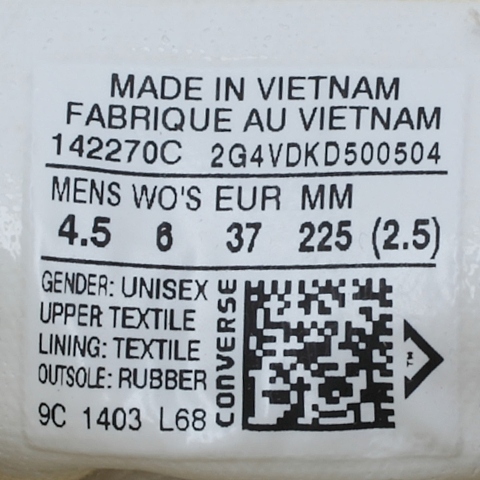 MADE IN VIETNAM
FABRIQUE AU VIETNAM
142270C 2G4VDKD500504
MENS WO'S EUR MM
4.5 6 37 225 (2.5)
GENDER: UNISEX
UPPER TEXTILE
LINING: TEXTILE
OUTSOLE: RUBBER
9C 1403 L68
CONVERSE
TM